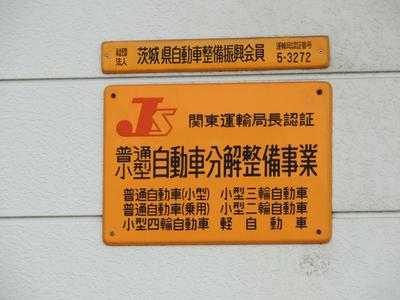 社団法人 茨城県自動車整備振興会員 運輸局認証番号 5-3272
JS 関東運輸局長認証
普通小型 自動車分解整備事業
普通自動車(小型) 小型三輪自動車
普通自動車(乗用) 小型二輪自動車
小型四輪自動車 軽自動車